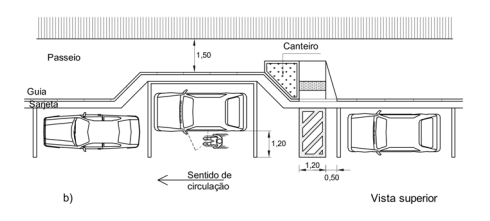 Canteiro
Passeio
1,50
Guia
Sarjeta
1,20
1,20
0,50
Sentido de
circulação
b)
Vista superior